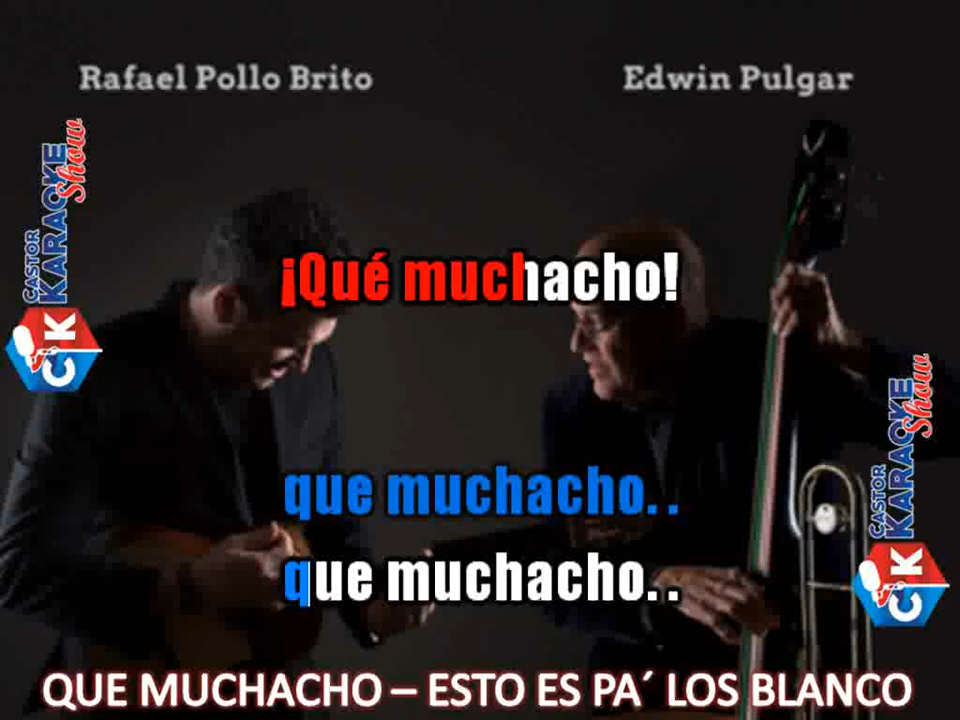 Rafael Pollo Brito
Edwin Pulgar
CASTOR
KARAOKE
Show
CK
¡Qué muchacho!
CASTOR
KARAOKE
Show
CK
que muchacho. .
que muchacho. .
QUE MUCHACHO – ESTO ES PA´ LOS BLANCO